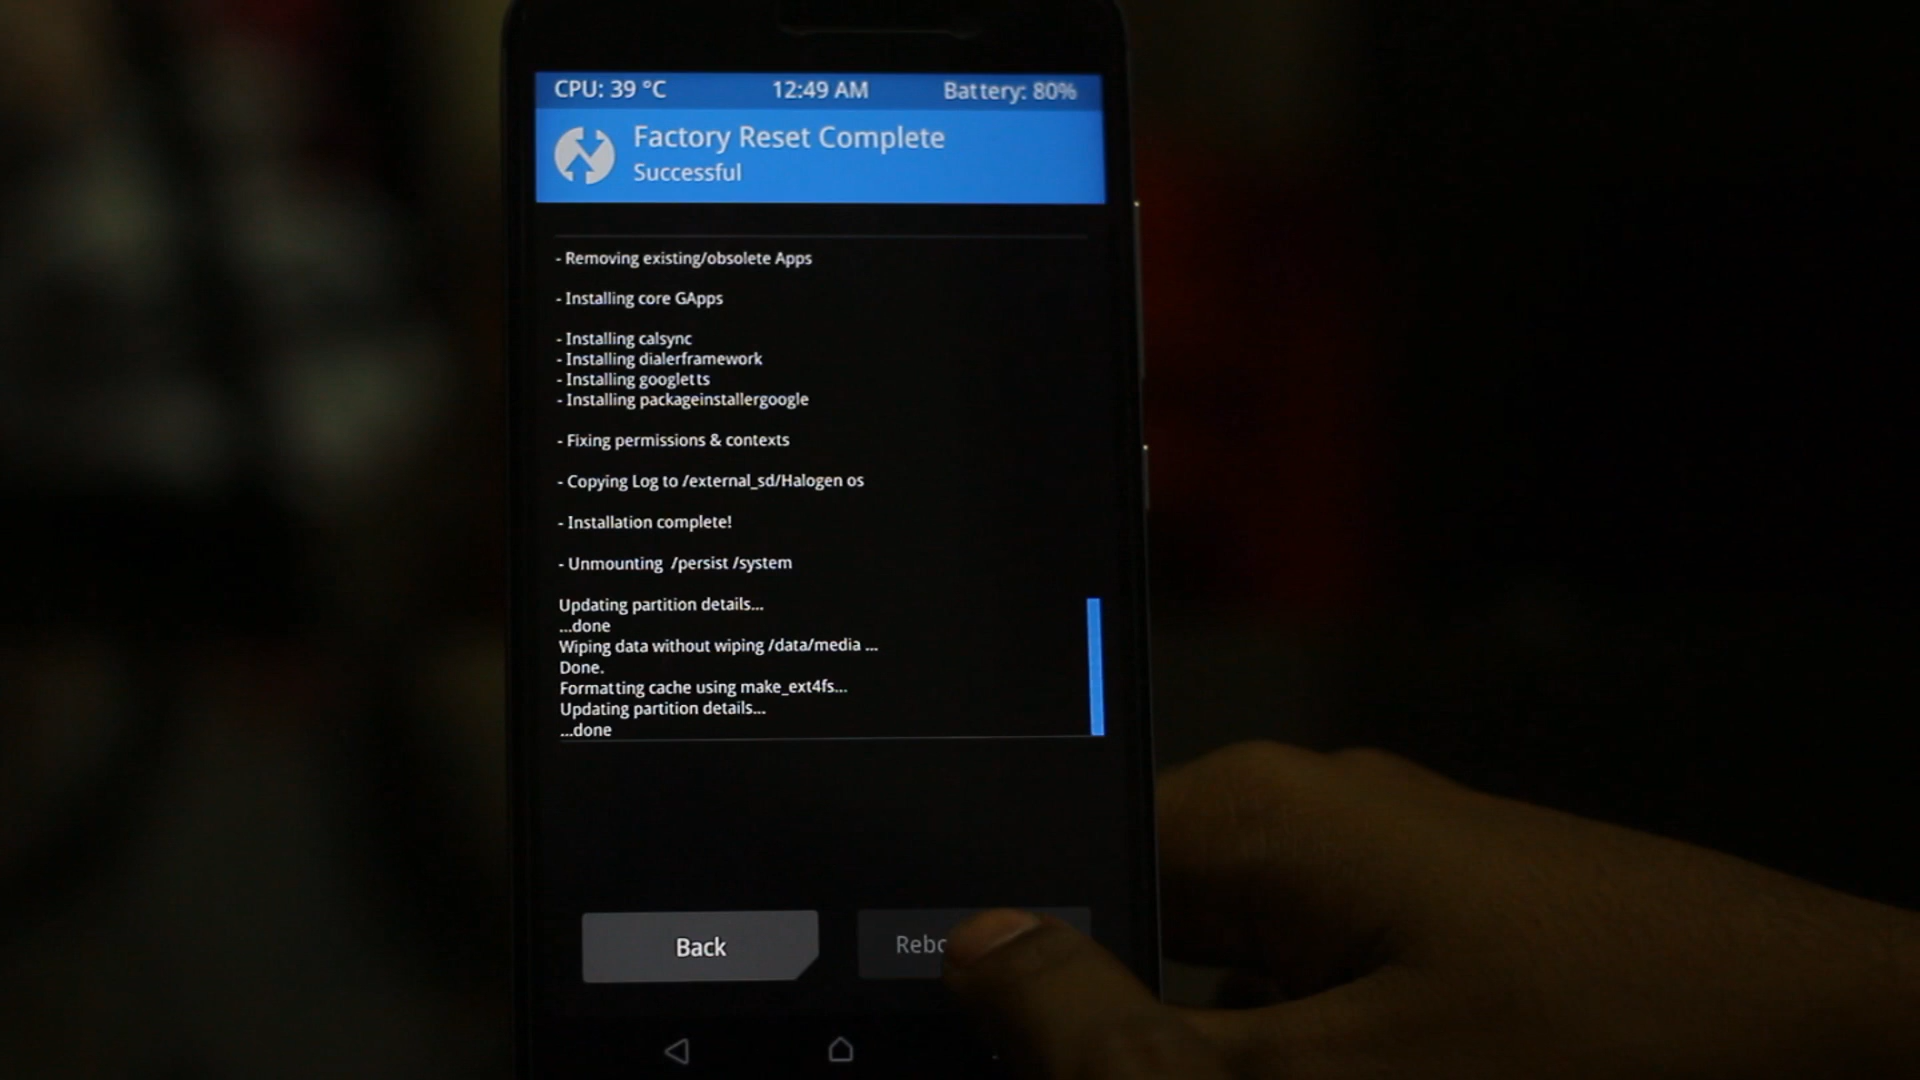 CPU: 39 °C 12:49 AM Battery: 80%
Factory Reset Complete
Successful
- Removing existing/obsolete Apps
- Installing core GApps
- Installing calsync
- Installing dialerframework
- Installing googletts
- Installing packageinstallergoogle
- Fixing permissions & contexts
- Copying Log to /external_sd/Halogen os
- Installation complete!
- Unmounting /persist /system
Updating partition details...
...done
Wiping data without wiping /data/media ...
Done.
Formatting cache using make_ext4fs...
Updating partition details...
...done
Back